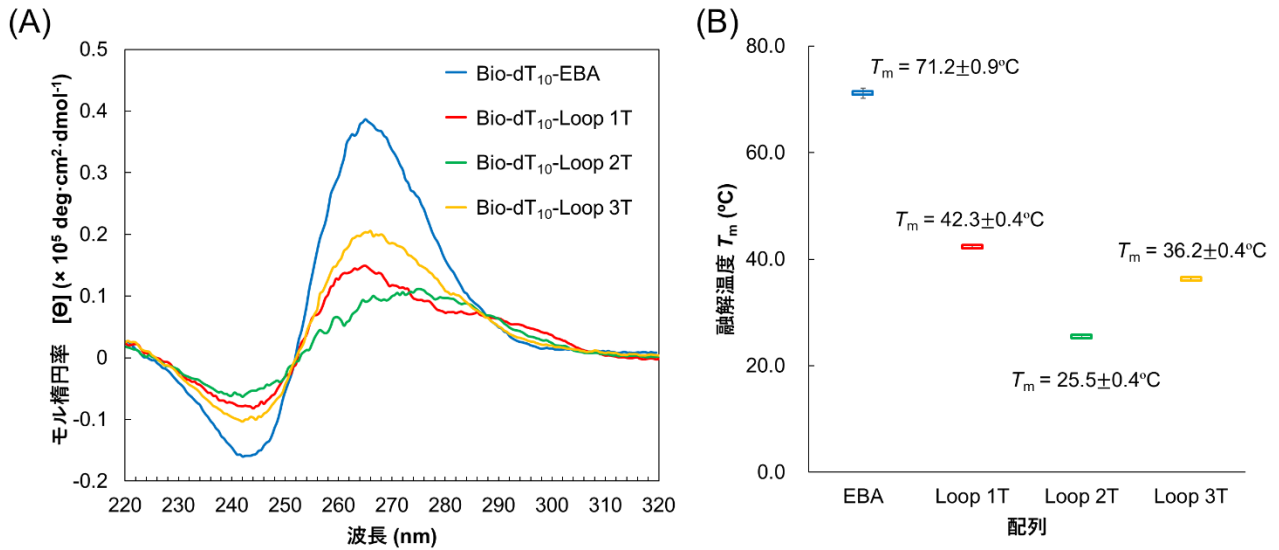 (A)
0.5
0.4
0.3
0.2
0.1
0
-0.1
-0.2
モル楕円率 [Θ] (× 10⁵ deg·cm²·dmol⁻¹)
220 230 240 250 260 270 280 290 300 310 320
波長 (nm)
Bio-dT₁₀-EBA
Bio-dT₁₀-Loop 1T
Bio-dT₁₀-Loop 2T
Bio-dT₁₀-Loop 3T
(B)
80.0
60.0
40.0
20.0
0.0
融解温度 Tₘ (ºC)
Tₘ = 71.2±0.9ºC
Tₘ = 42.3±0.4ºC
Tₘ = 36.2±0.4ºC
Tₘ = 25.5±0.4ºC
EBA Loop 1T Loop 2T Loop 3T
配列